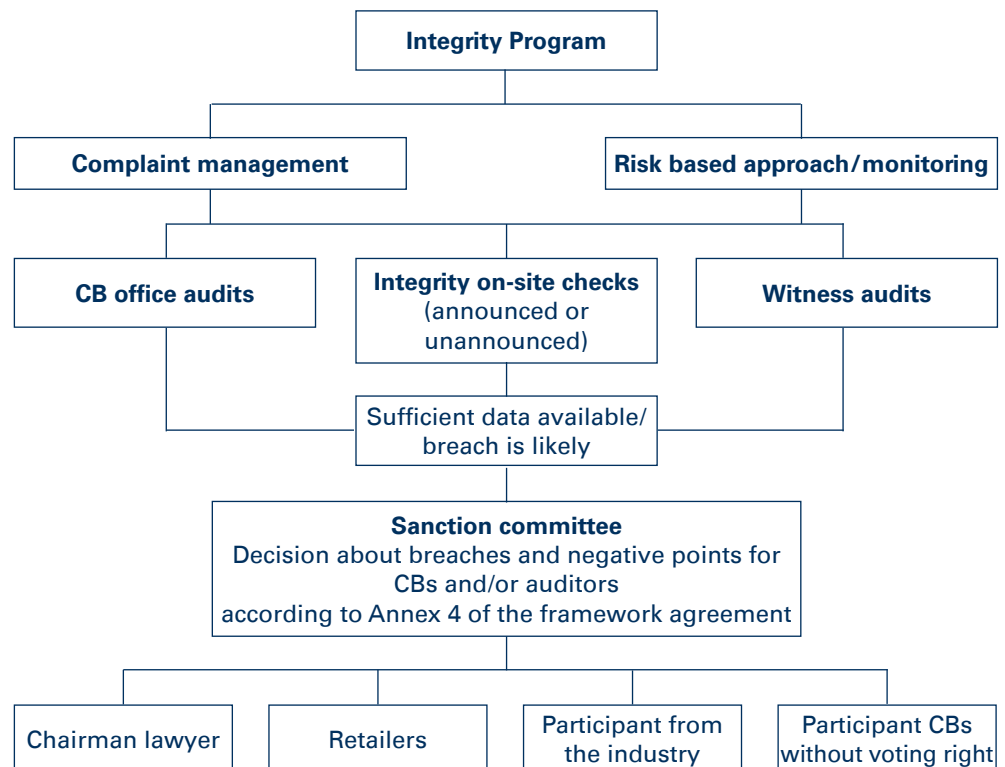 Integrity Program
Complaint management
Risk based approach/monitoring
CB office audits
Integrity on-site checks
(announced or
unannounced)
Witness audits
Sufficient data available/
breach is likely
Sanction committee
Decision about breaches and negative points for
CBs and/or auditors
according to Annex 4 of the framework agreement
Chairman lawyer
Retailers
Participant from
the industry
Participant CBs
without voting right